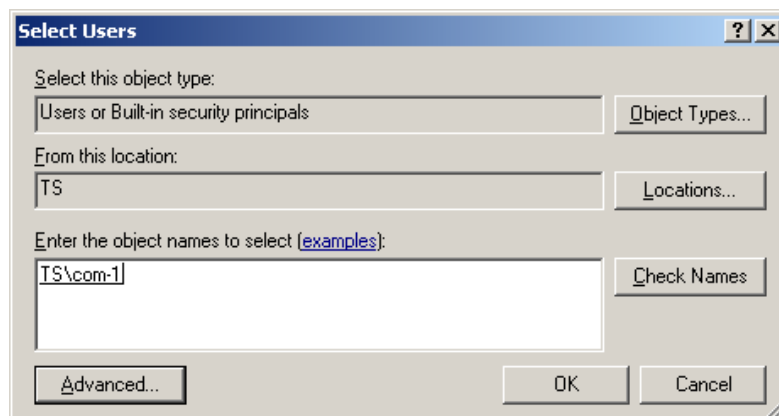 Select Users
Select this object type:
Users or Built-in security principals
Object Types...
From this location:
TS
Locations...
Enter the object names to select (examples):
TS\com-1
Check Names
Advanced...
OK
Cancel